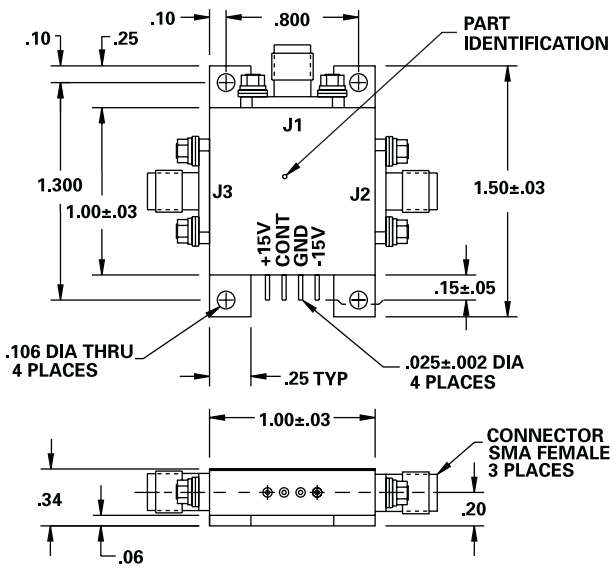 .10
.800
PART
IDENTIFICATION
.10
.25
J1
1.300
1.00±.03
J3
J2
1.50±.03
+15V
CONT
GND
-15V
.15±.05
.106 DIA THRU
4 PLACES
.25 TYP
.025±.002 DIA
4 PLACES
1.00±.03
CONNECTOR
SMA FEMALE
3 PLACES
.34
.20
.06